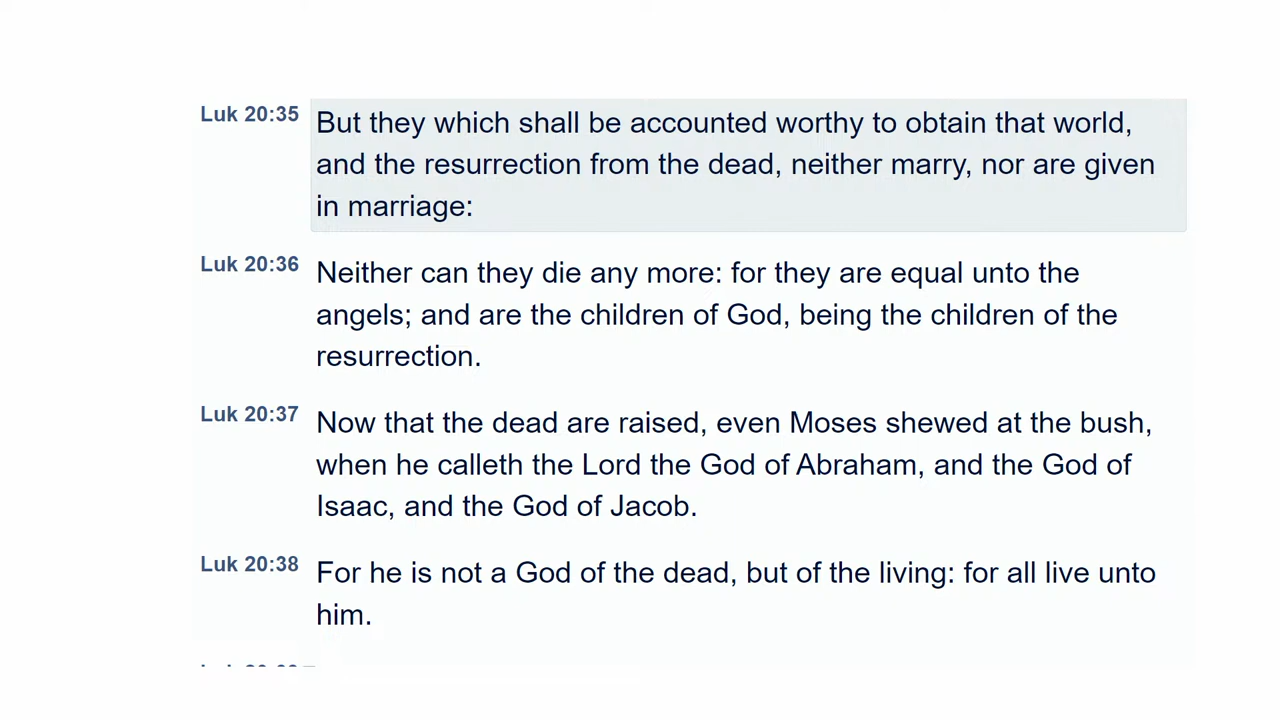 Luk 20:35 But they which shall be accounted worthy to obtain that world,
and the resurrection from the dead, neither marry, nor are given
in marriage:
Luk 20:36 Neither can they die any more: for they are equal unto the
angels; and are the children of God, being the children of the
resurrection.
Luk 20:37 Now that the dead are raised, even Moses shewed at the bush,
when he calleth the Lord the God of Abraham, and the God of
Isaac, and the God of Jacob.
Luk 20:38 For he is not a God of the dead, but of the living: for all live unto
him.